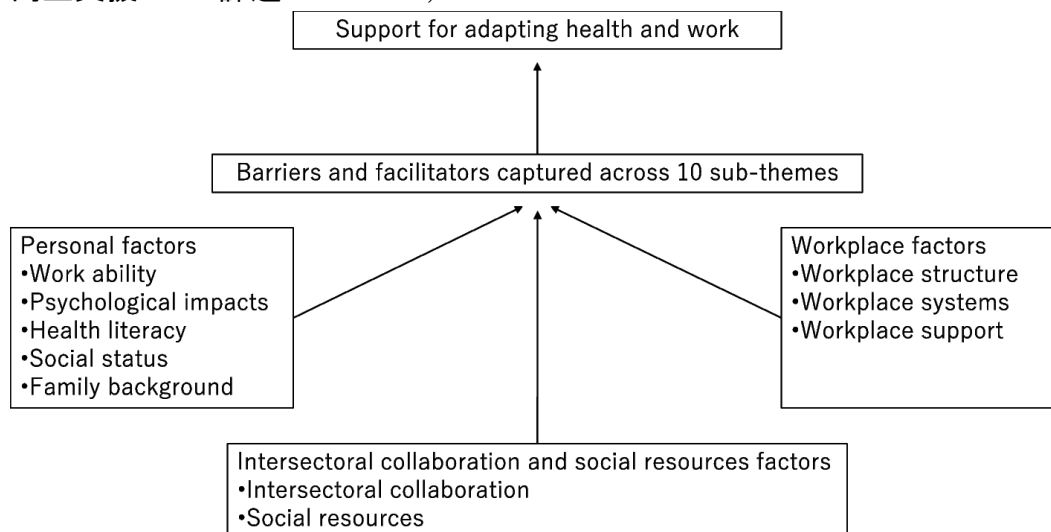 Support for adapting health and work
Barriers and facilitators captured across 10 sub-themes
Personal factors
•Work ability
•Psychological impacts
•Health literacy
•Social status
•Family background
Workplace factors
•Workplace structure
•Workplace systems
•Workplace support
Intersectoral collaboration and social resources factors
•Intersectoral collaboration
•Social resources